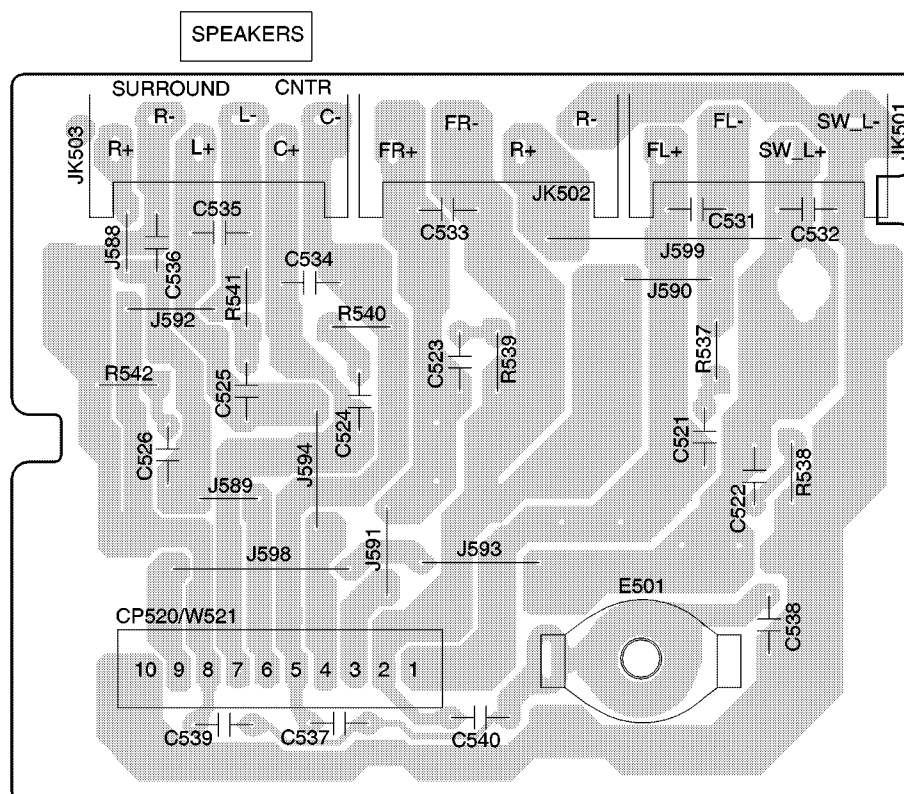 SPEAKERS
SURROUND CNTR
R- L- C- FR- R- FL- SW_L-
JK503 JK501
R+ L+ C+ FR+ R+ FL+ SW_L+
JK502
C535 C533 C531 C532
J588 C536 C534 J599
R541 J590
J592 R540
R542 C525 C523 R539 R537
C524
C526 J594 C521 R538
J589 C522
J598 J591 J593
E501
CP520/W521 C538
10 9 8 7 6 5 4 3 2 1
C539 C537 C540